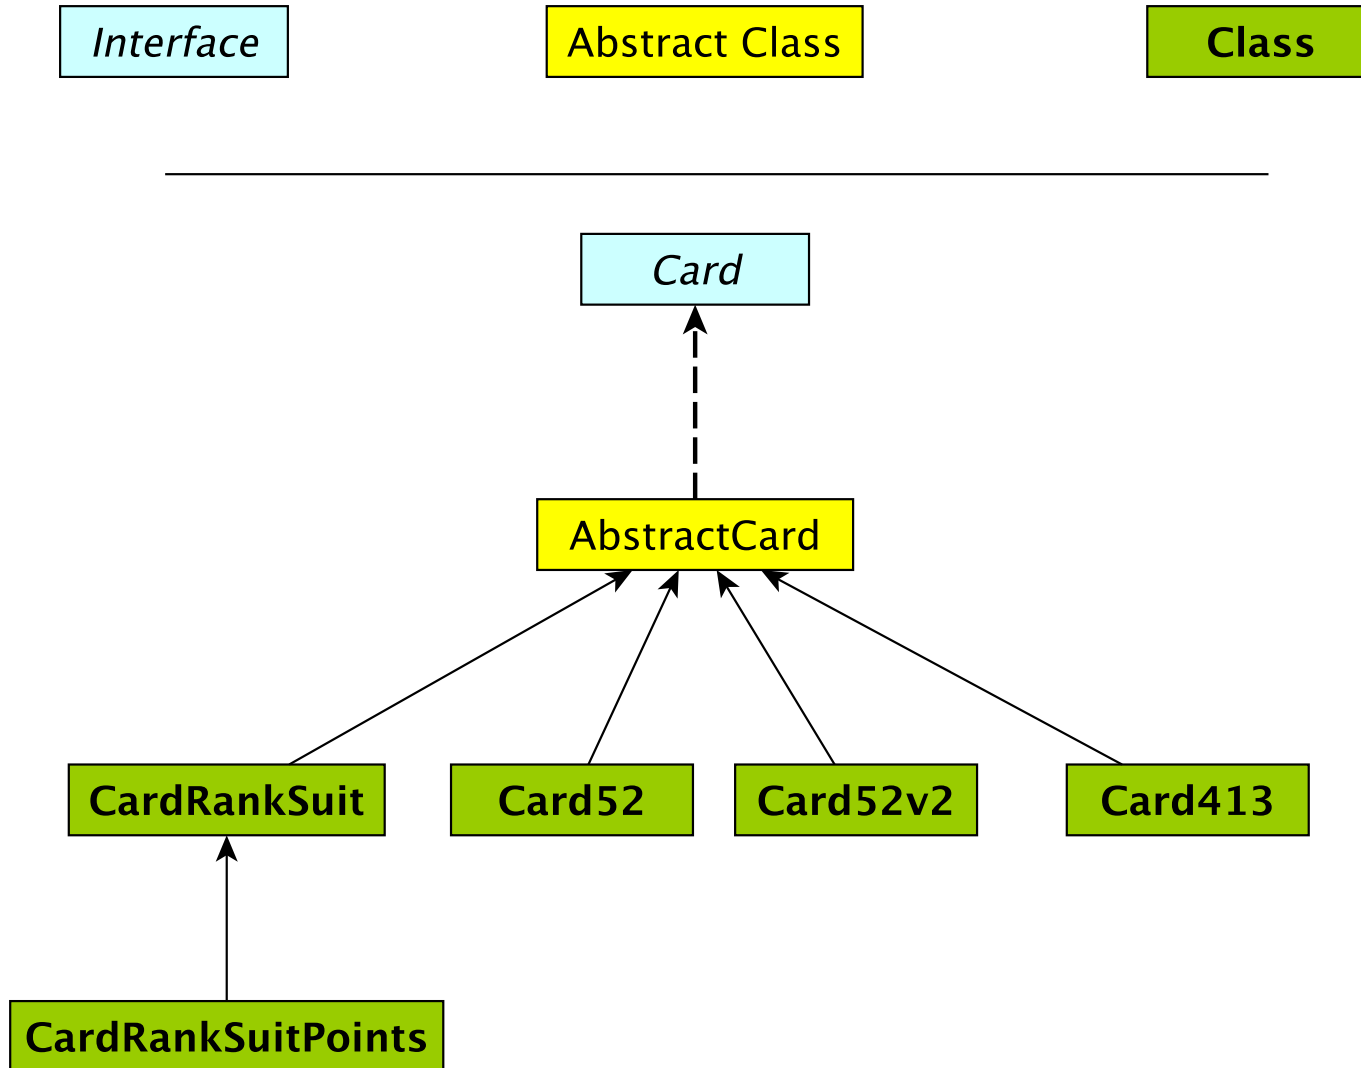 Interface
Abstract Class
Class
Card
AbstractCard
CardRankSuit
Card52
Card52v2
Card413
CardRankSuitPoints